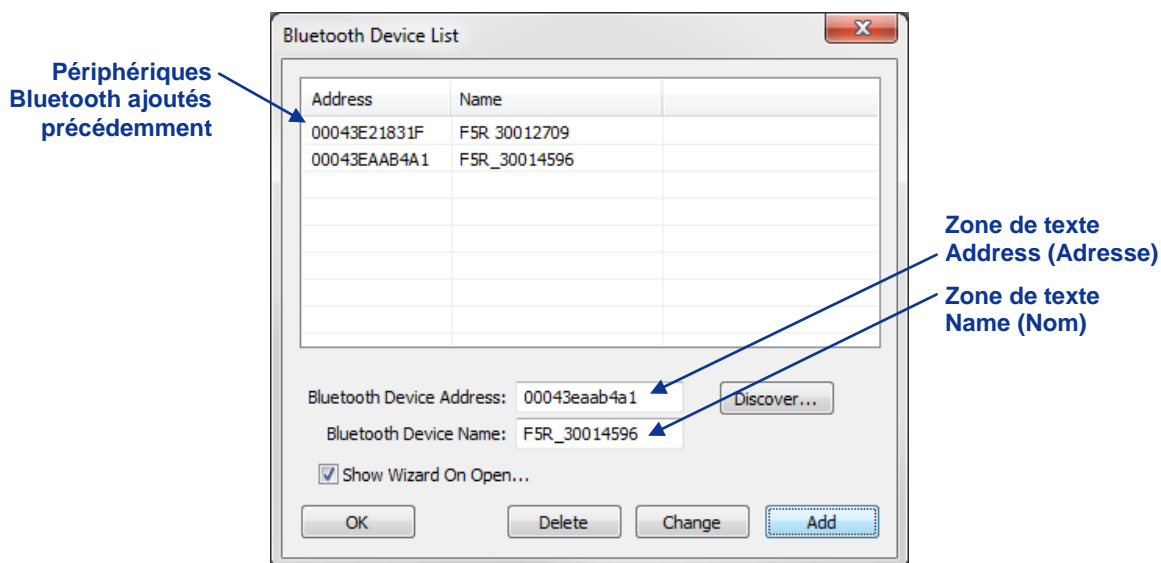 Bluetooth Device List
Périphériques
Bluetooth ajoutés
précédemment
Address Name
00043E21831F F5R 30012709
00043EAAB4A1 F5R_30014596
Zone de texte
Address (Adresse)
Zone de texte
Name (Nom)
Bluetooth Device Address: 00043eaab4a1 Discover...
Bluetooth Device Name: F5R_30014596
Show Wizard On Open...
OK Delete Change Add